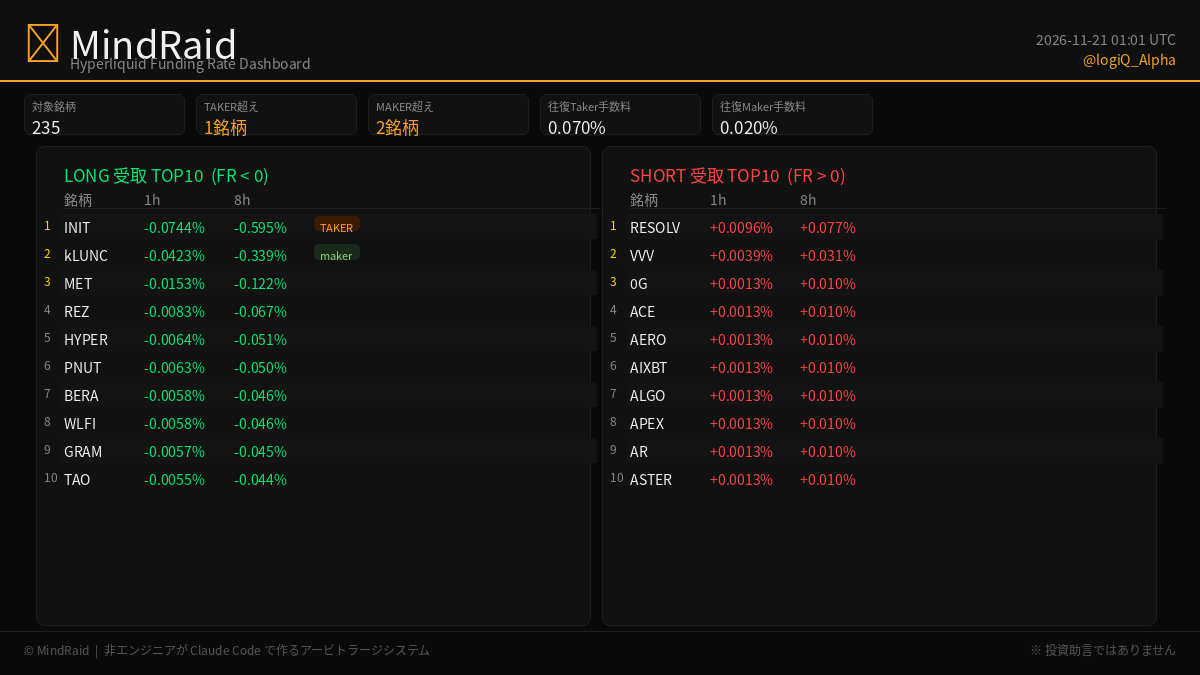 MindRaid
Hyperliquid Funding Rate Dashboard
2026-11-21 01:01 UTC
@logiQ_Alpha
対象銘柄
235
TAKER超え
1銘柄
MAKER超え
2銘柄
往復Taker手数料
0.070%
往復Maker手数料
0.020%
LONG 受取 TOP10 (FR < 0)
銘柄 1h 8h
1 INIT -0.0744% -0.595% TAKER
2 kLUNC -0.0423% -0.339% maker
3 MET -0.0153% -0.122%
4 REZ -0.0083% -0.067%
5 HYPER -0.0064% -0.051%
6 PNUT -0.0063% -0.050%
7 BERA -0.0058% -0.046%
8 WLFI -0.0058% -0.046%
9 GRAM -0.0057% -0.045%
10 TAO -0.0055% -0.044%
SHORT 受取 TOP10 (FR > 0)
銘柄 1h 8h
1 RESOLV +0.0096% +0.077%
2 VVV +0.0039% +0.031%
3 0G +0.0013% +0.010%
4 ACE +0.0013% +0.010%
5 AERO +0.0013% +0.010%
6 AIXBT +0.0013% +0.010%
7 ALGO +0.0013% +0.010%
8 APEX +0.0013% +0.010%
9 AR +0.0013% +0.010%
10 ASTER +0.0013% +0.010%
© MindRaid | 非エンジニアが Claude Code で作るアービトラージシステム
※ 投資助言ではありません